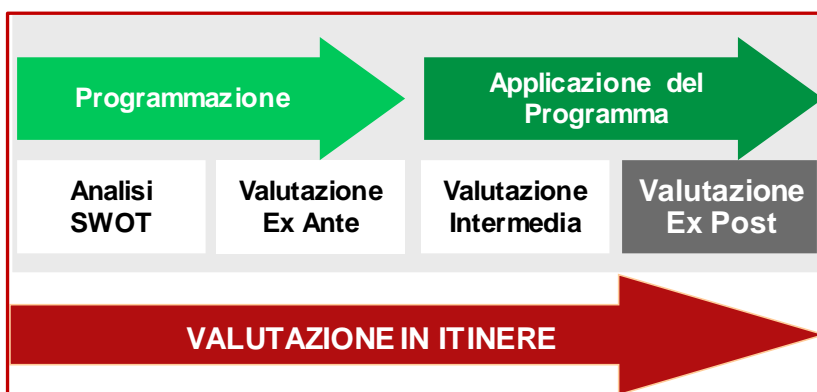 Programmazione
Applicazione del
Programma
Analisi
SWOT
Valutazione
Ex Ante
Valutazione
Intermedia
Valutazione
Ex Post
VALUTAZIONE IN ITINERE